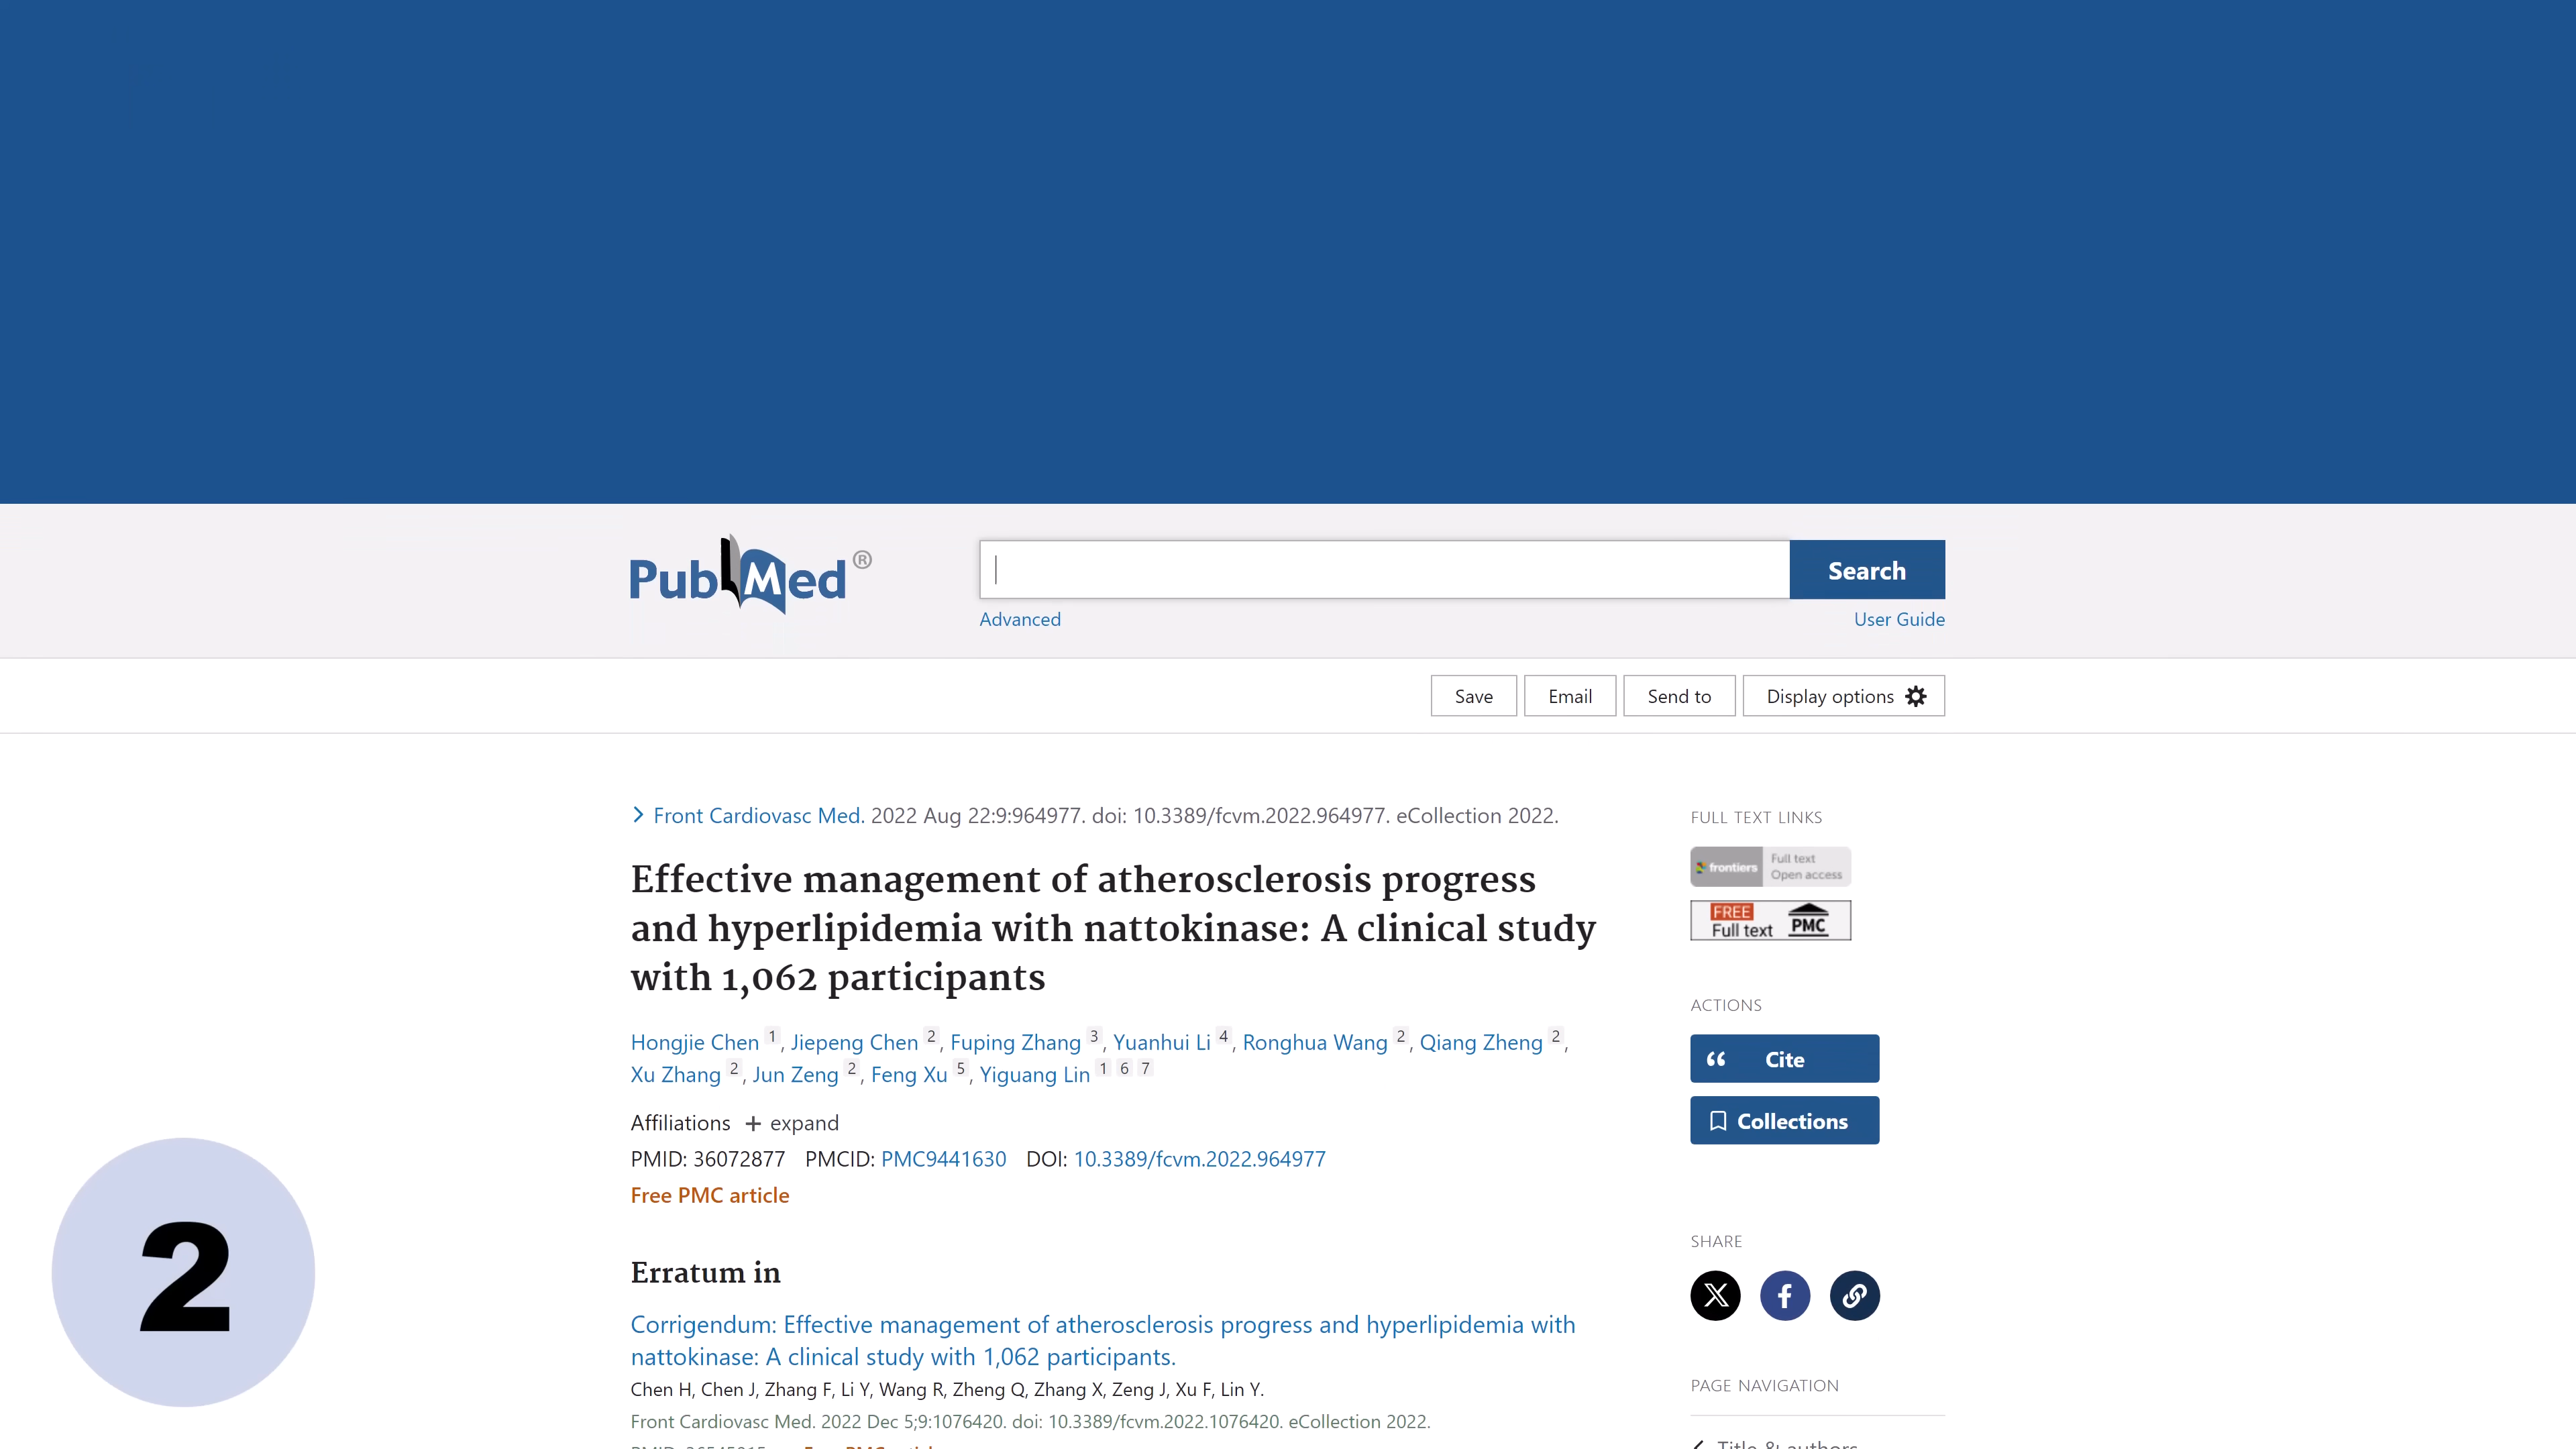 PubMed®
Search
Advanced
User Guide
Save
Email
Send to
Display options
Front Cardiovasc Med. 2022 Aug 22:9:964977. doi: 10.3389/fcvm.2022.964977. eCollection 2022.
Effective management of atherosclerosis progress
and hyperlipidemia with nattokinase: A clinical study
with 1,062 participants
Hongjie Chen 1, Jiepeng Chen 2, Fuping Zhang 3, Yuanhui Li 4, Ronghua Wang 2, Qiang Zheng 2,
Xu Zhang 2, Jun Zeng 2, Feng Xu 5, Yiguang Lin 1 6 7
Affiliations + expand
PMID: 36072877 PMCID: PMC9441630 DOI: 10.3389/fcvm.2022.964977
Free PMC article
Erratum in
Corrigendum: Effective management of atherosclerosis progress and hyperlipidemia with
nattokinase: A clinical study with 1,062 participants.
Chen H, Chen J, Zhang F, Li Y, Wang R, Zheng Q, Zhang X, Zeng J, Xu F, Lin Y.
Front Cardiovasc Med. 2022 Dec 5;9:1076420. doi: 10.3389/fcvm.2022.1076420. eCollection 2022.
FULL TEXT LINKS
frontiers Full text
Open access
FREE
Full text PMC
ACTIONS
Cite
Collections
SHARE
PAGE NAVIGATION
Title & authors
2